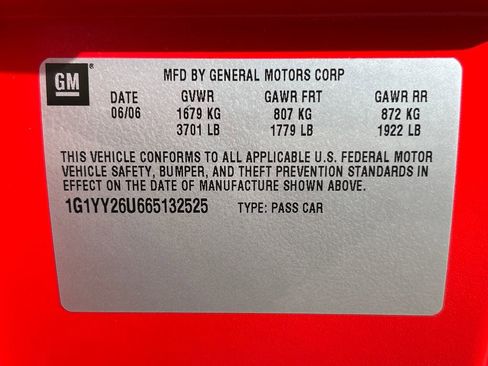 GM ® MFD BY GENERAL MOTORS CORP
DATE GVWR GAWR FRT GAWR RR
06/06 1679 KG 807 KG 872 KG
3701 LB 1779 LB 1922 LB
THIS VEHICLE CONFORMS TO ALL APPLICABLE U.S. FEDERAL MOTOR
VEHICLE SAFETY, BUMPER, AND THEFT PREVENTION STANDARDS
IN EFFECT ON THE DATE OF MANUFACTURE SHOWN ABOVE.
1G1YY26U665132525 TYPE: PASS CAR